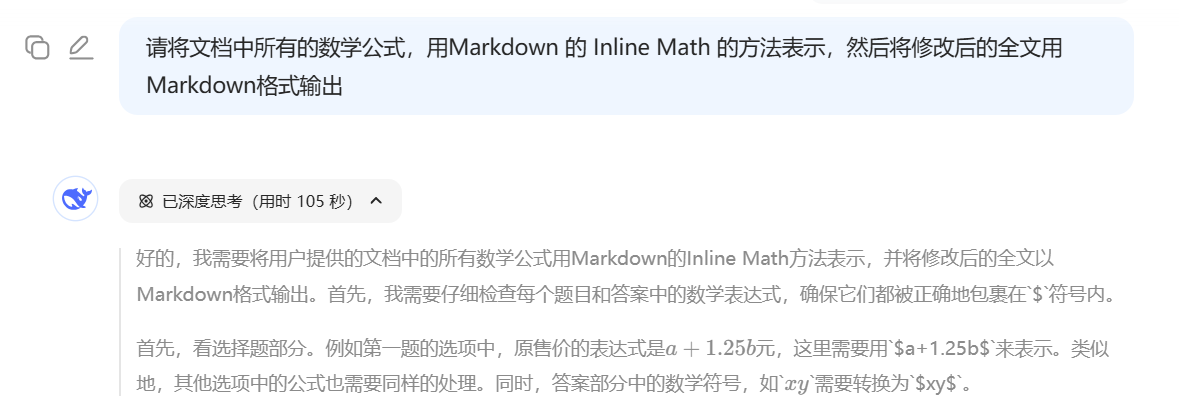 请将文档中所有的数学公式，用Markdown 的 Inline Math 的方法表示，然后将修改后的全文用
Markdown格式输出
已深度思考（用时 105 秒）
好的，我需要将用户提供的文档中的所有数学公式用Markdown的Inline Math方法表示，并将修改后的全文以
Markdown格式输出。首先，我需要仔细检查每个题目和答案中的数学表达式，确保它们都被正确地包裹在`$`符号内。
首先，看选择题部分。例如第一题的选项中，原售价的表达式是a + 1.25b元，这里需要用`$a+1.25b$`来表示。类似
地，其他选项中的公式也需要同样的处理。同时，答案部分中的数学符号，如`xy`需要转换为`$xy$`。